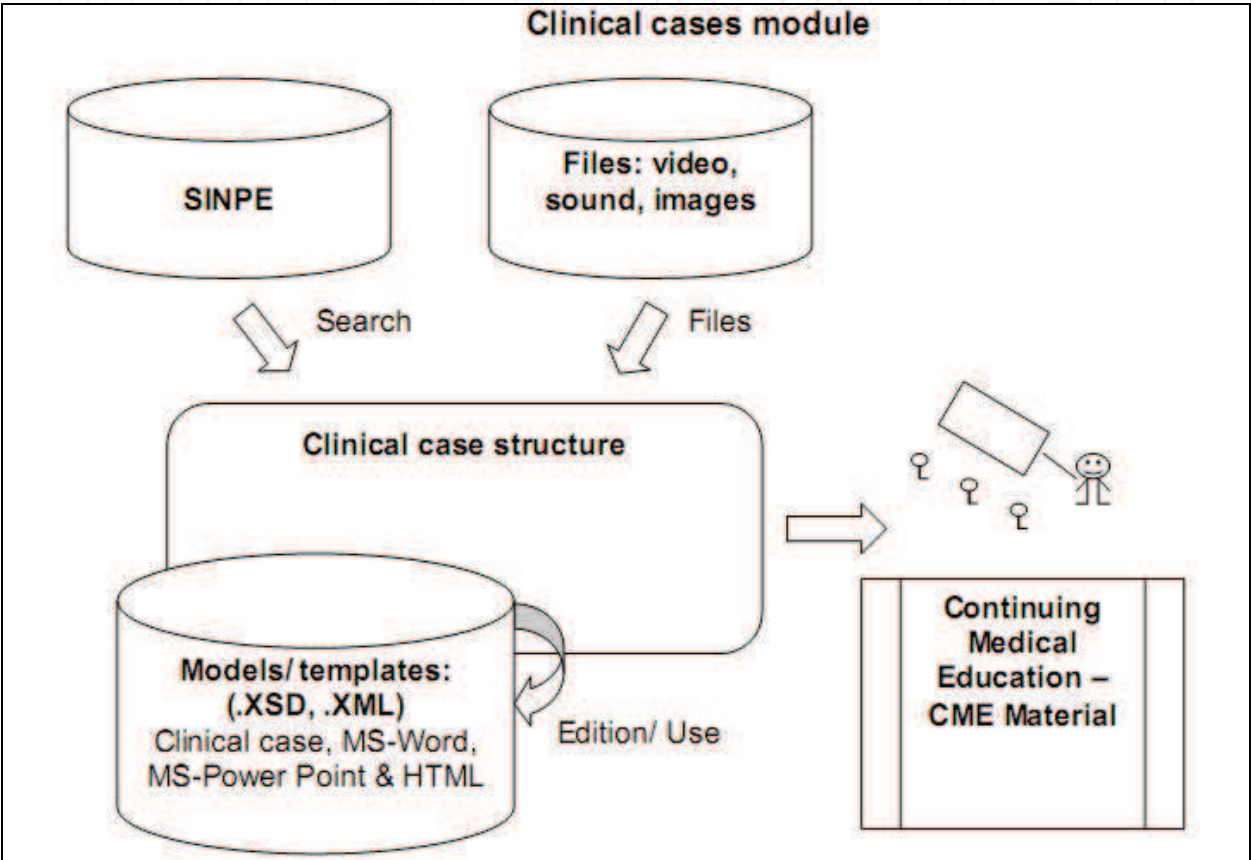 Clinical cases module
SINPE
Files: video,
sound, images
Search
Files
Clinical case structure
Models/ templates:
(.XSD, .XML)
Clinical case, MS-Word,
MS-Power Point & HTML
Edition/ Use
Continuing
Medical
Education –
CME Material